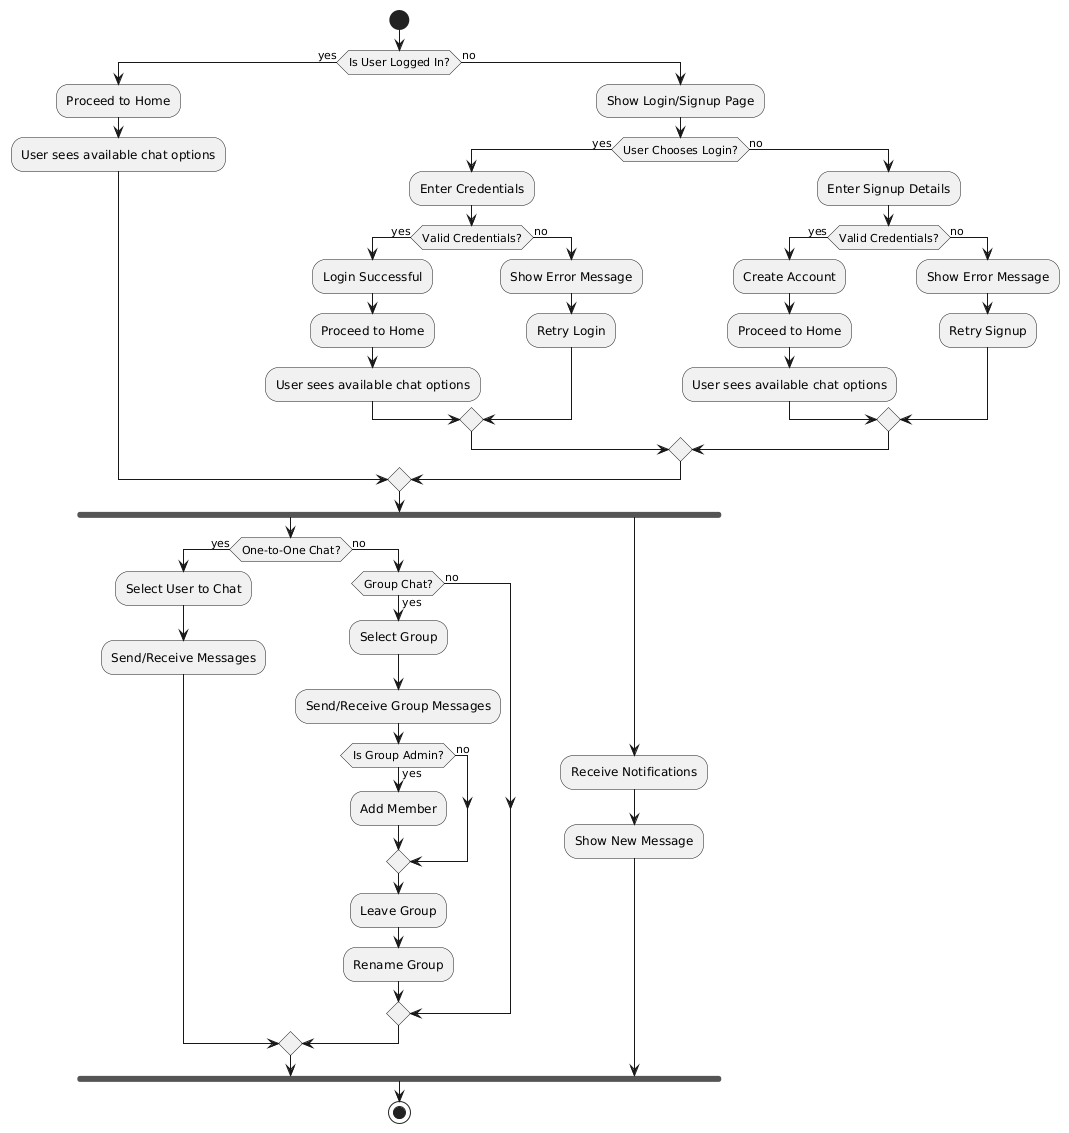 yes
Is User Logged In?
no
Proceed to Home
User sees available chat options
Show Login/Signup Page
yes
User Chooses Login?
no
Enter Credentials
yes
Valid Credentials?
no
Login Successful
Proceed to Home
User sees available chat options
Show Error Message
Retry Login
Enter Signup Details
yes
Valid Credentials?
no
Create Account
Proceed to Home
User sees available chat options
Show Error Message
Retry Signup
yes
One-to-One Chat?
no
Select User to Chat
Send/Receive Messages
Group Chat?
no
yes
Select Group
Send/Receive Group Messages
Is Group Admin?
no
yes
Add Member
Leave Group
Rename Group
Receive Notifications
Show New Message